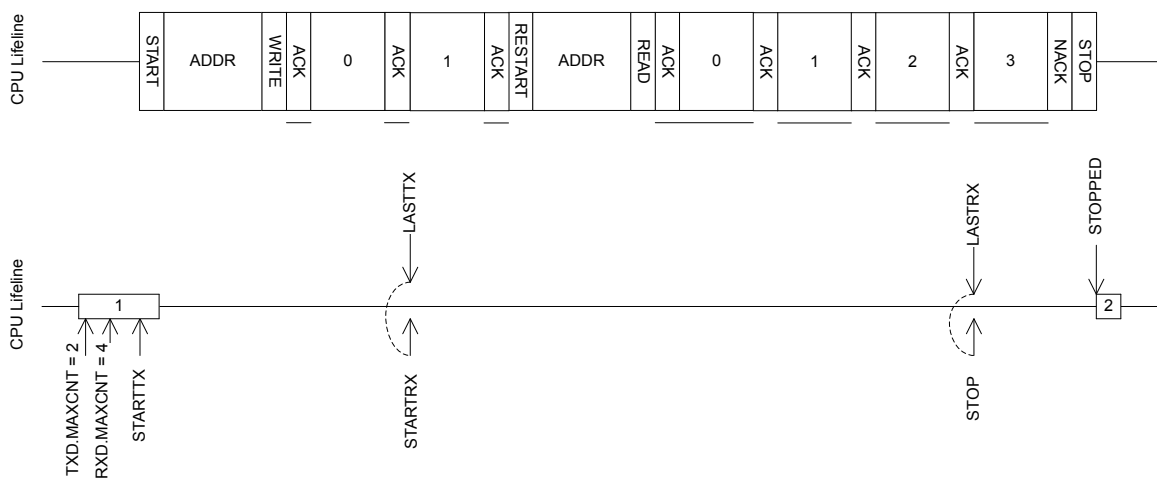 CPU Lifeline
START
ADDR
WRITE
ACK
0
ACK
1
ACK
RESTART
ADDR
READ
ACK
0
ACK
1
ACK
2
ACK
3
NACK
STOP
LASTTX
LASTRX
STOPPED
CPU Lifeline
1
2
TXD.MAXCNT = 2
RXD.MAXCNT = 4
STARTTX
STARTRX
STOP